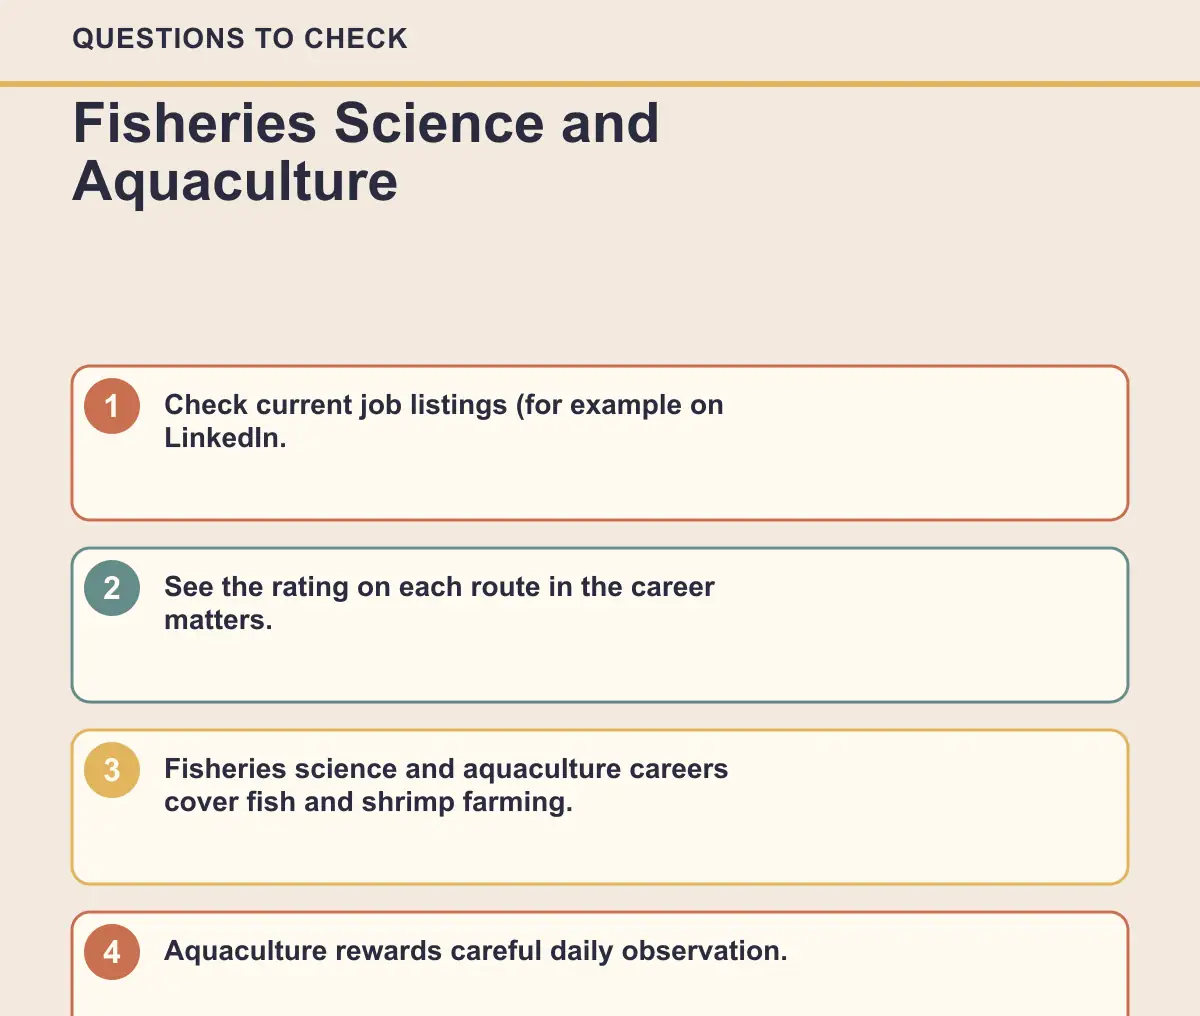 QUESTIONS TO CHECK
Fisheries Science and
Aquaculture
1
Check current job listings (for example on
LinkedIn.
2
See the rating on each route in the career
matters.
3
Fisheries science and aquaculture careers
cover fish and shrimp farming.
4
Aquaculture rewards careful daily observation.